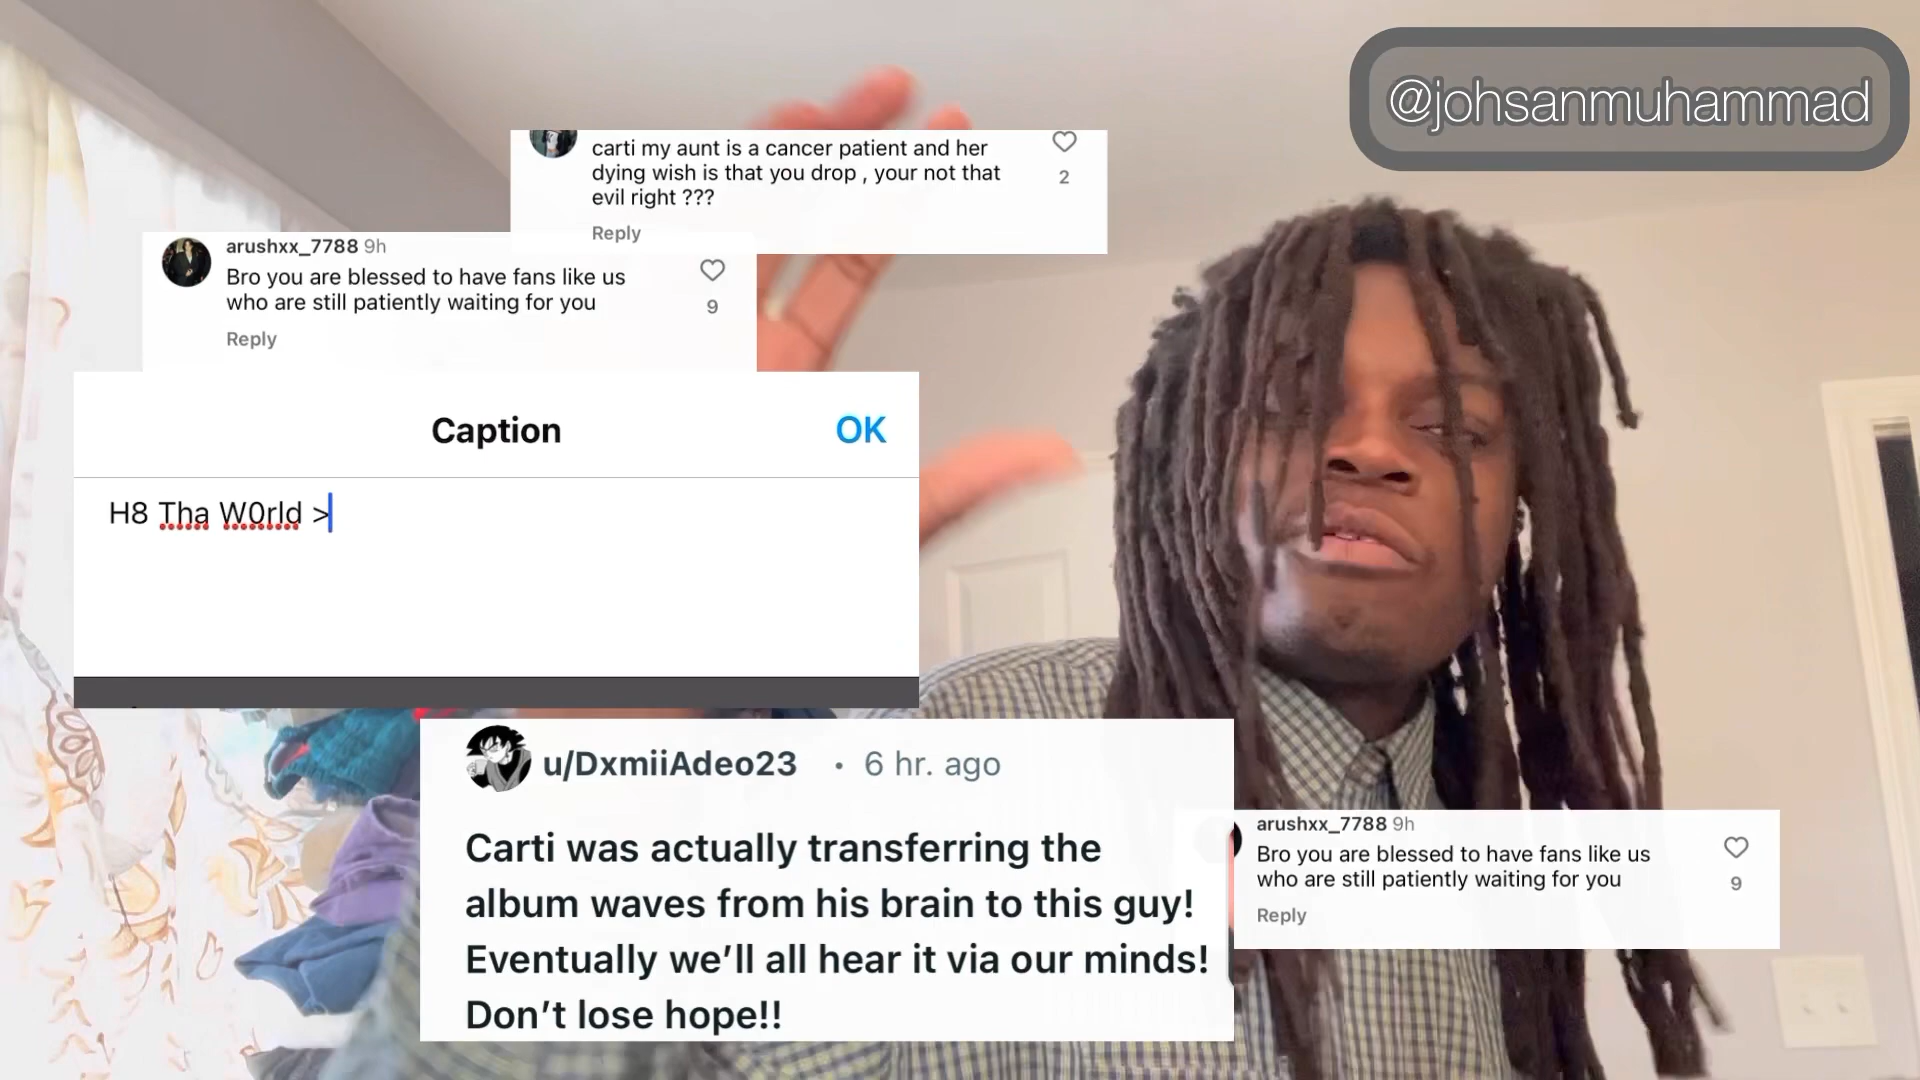 @johsanmuhammad
carti my aunt is a cancer patient and her
dying wish is that you drop , your not that
evil right ???
2
Reply
arushxx_7788 9h
Bro you are blessed to have fans like us
who are still patiently waiting for you
9
Reply
Caption
OK
H8 Tha W0rld >
u/DxmiiAdeo23 • 6 hr. ago
Carti was actually transferring the
album waves from his brain to this guy!
Eventually we’ll all hear it via our minds!
Don’t lose hope!!
arushxx_7788 9h
Bro you are blessed to have fans like us
who are still patiently waiting for you
9
Reply